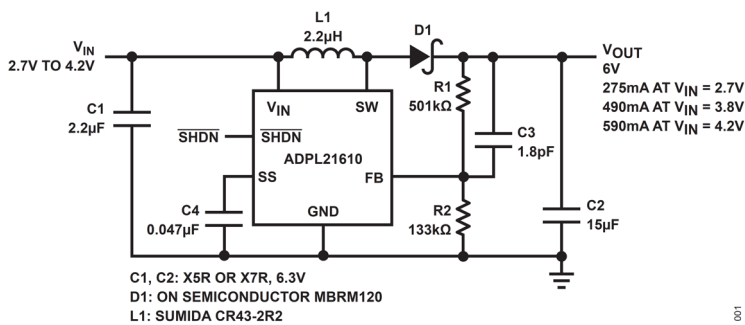 L1
2.2µH
D1
VIN
2.7V TO 4.2V
VOUT
6V
275mA AT VIN = 2.7V
490mA AT VIN = 3.8V
590mA AT VIN = 4.2V
C1
2.2µF
VIN
SW
R1
501kΩ
C3
1.8pF
SHDN
SHDN
ADPL21610
SS
FB
C4
0.047µF
GND
R2
133kΩ
C2
15µF
C1, C2: X5R OR X7R, 6.3V
D1: ON SEMICONDUCTOR MBRM120
L1: SUMIDA CR43-2R2
001